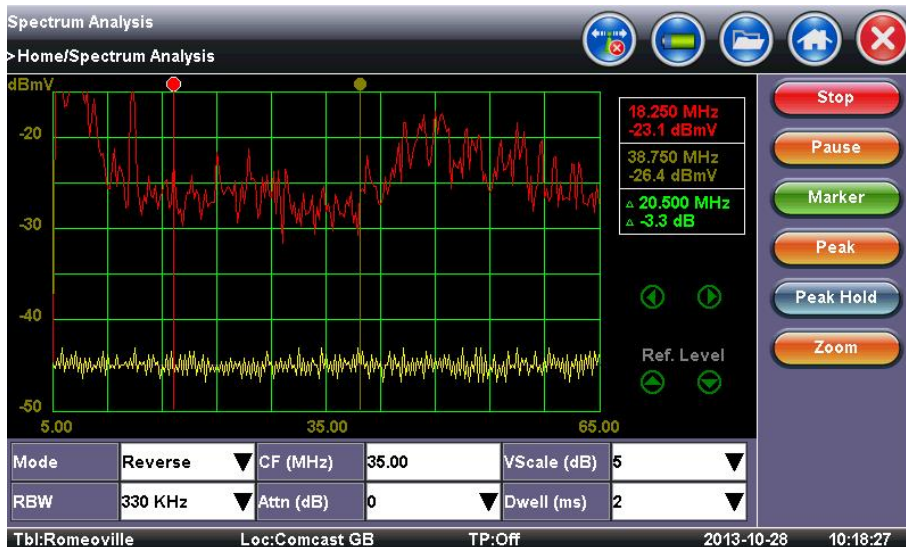 Spectrum Analysis
>Home/Spectrum Analysis
dBmV
-20
-30
-40
-50
5.00 35.00 65.00
18.250 MHz
-23.1 dBmV
38.750 MHz
-26.4 dBmV
▵ 20.500 MHz
▵ -3.3 dB
Ref. Level
Stop
Pause
Marker
Peak
Peak Hold
Zoom
Mode Reverse CF (MHz) 35.00 VScale (dB) 5
RBW 330 KHz Attn (dB) 0 Dwell (ms) 2
Tbl:Romeoville Loc:Comcast GB TP:Off 2013-10-28 10:18:27